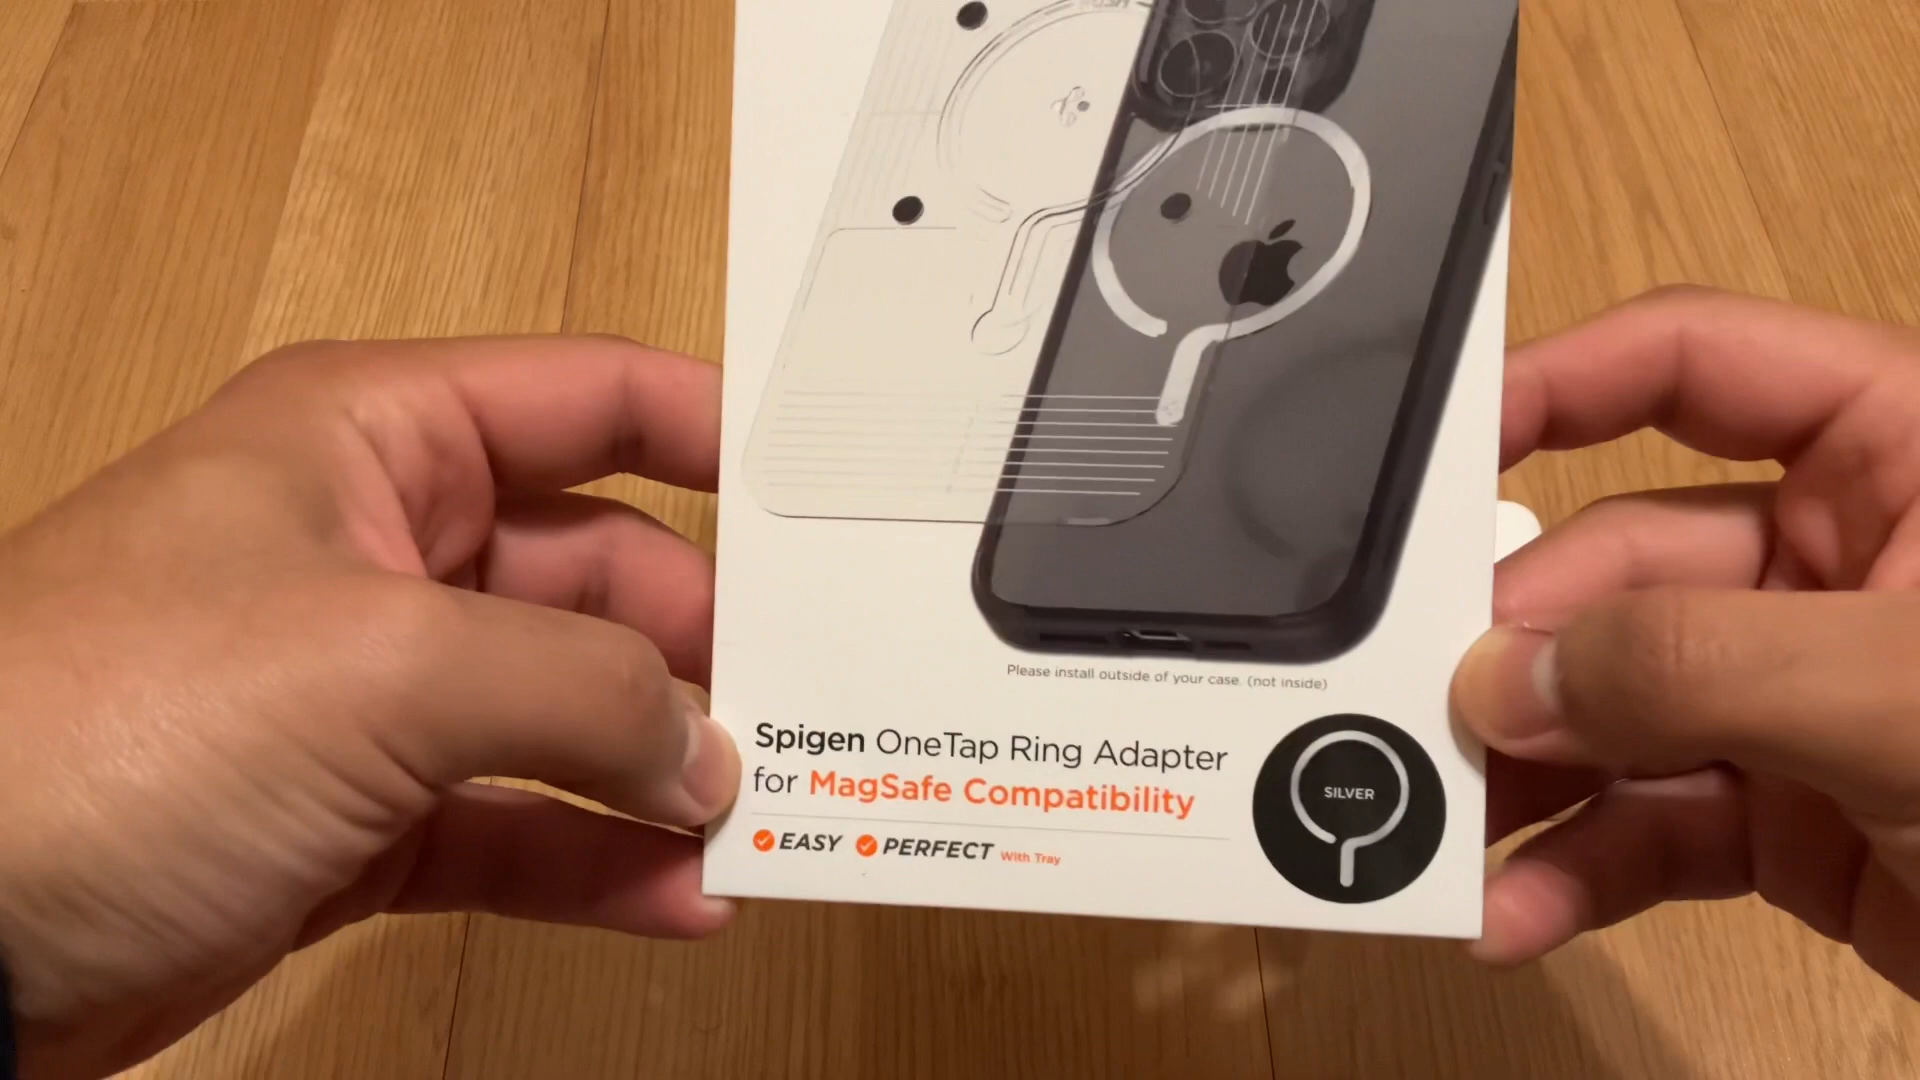 Please install outside of your case. (not inside)
Spigen OneTap Ring Adapter
for MagSafe Compatibility
EASY PERFECT With Tray
SILVER